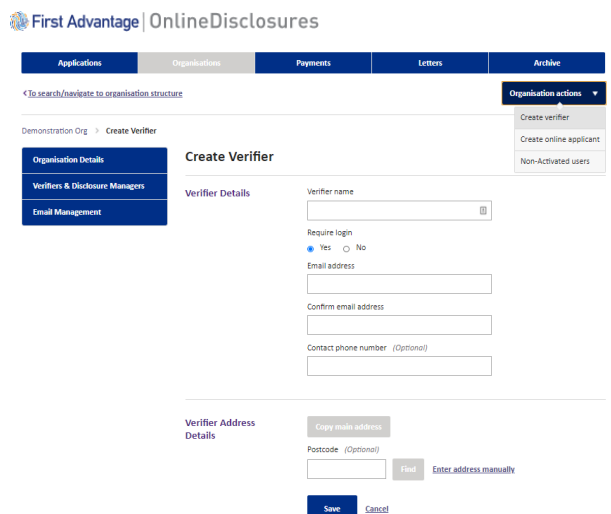 First Advantage OnlineDisclosures
Applications Organisations Payments Letters Archive
To search/navigate to organisation structure
Organisation actions
Create verifier
Create online applicant
Non-Activated users
Demonstration Org > Create Verifier
Organisation Details
Verifiers & Disclosure Managers
Email Management
Create Verifier
Verifier Details
Verifier name
Require login
Yes No
Email address
Confirm email address
Contact phone number (Optional)
Verifier Address
Details
Copy main address
Postcode (Optional)
Find Enter address manually
Save Cancel